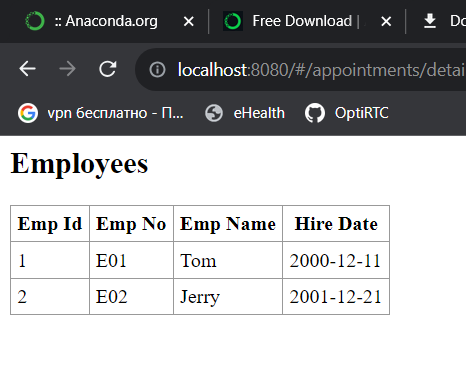 :: Anaconda.org
Free Download |
Do
localhost:8080/#/appointments/detai
vpn бесплатно - П...
eHealth
OptiRTC
Employees
Emp Id Emp No Emp Name Hire Date
1 E01 Tom 2000-12-11
2 E02 Jerry 2001-12-21